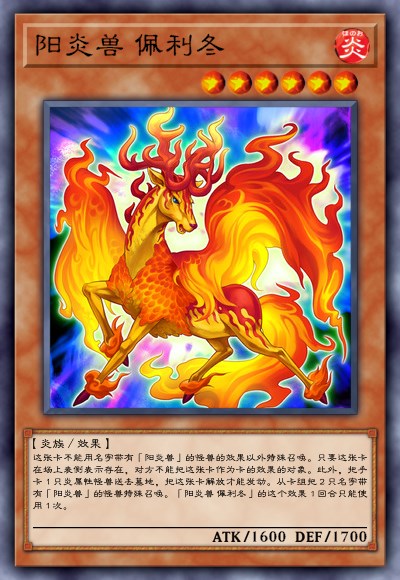 阳炎兽 佩利冬
炎
ほのお
【炎族/效果】
这张卡不能用名字带有「阳炎兽」的怪兽的效果以外特殊召唤。只要这张卡
在场上表侧表示存在,对方不能把这张卡作为卡的效果的对象。此外,把手
卡1只炎属性怪兽送去墓地,把这张卡解放才能发动。从卡组把2只名字带
有「阳炎兽」的怪兽特殊召唤。「阳炎兽 佩利冬」的这个效果1回合只能使
用1次。
ATK/1600 DEF/1700